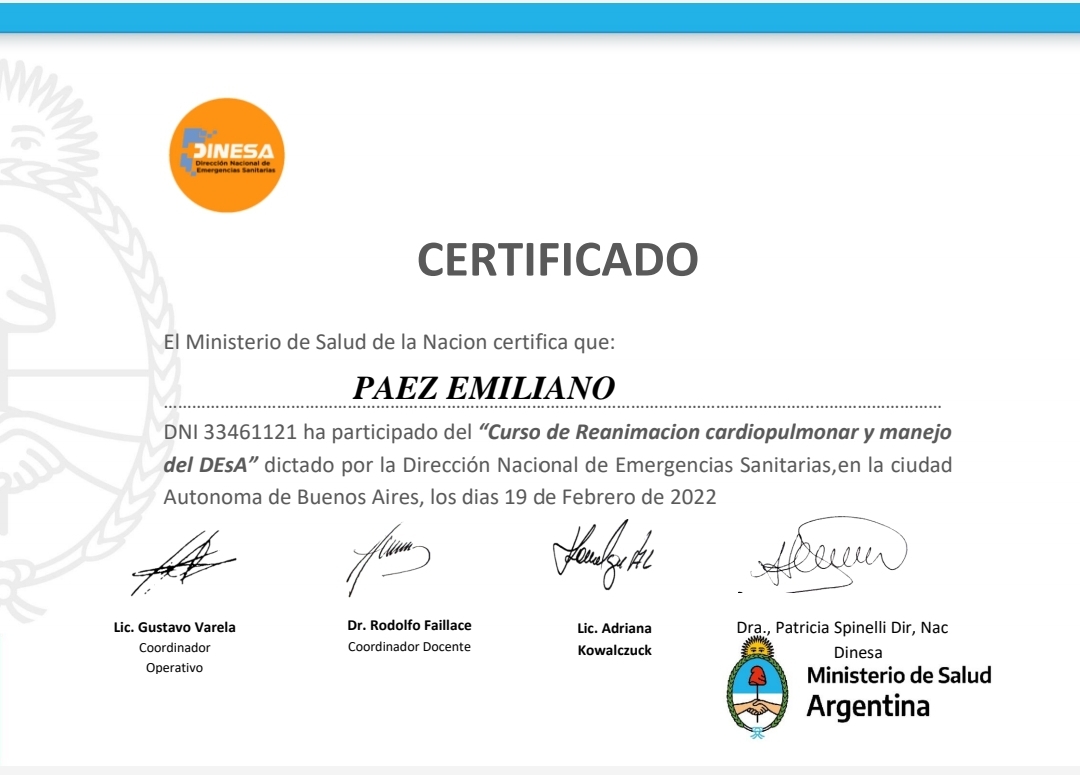 DINESA
Dirección Nacional de
Emergencias Sanitarias
CERTIFICADO
El Ministerio de Salud de la Nacion certifica que:
PAEZ EMILIANO
DNI 33461121 ha participado del “Curso de Reanimacion cardiopulmonar y manejo
del DEsA” dictado por la Dirección Nacional de Emergencias Sanitarias,en la ciudad
Autonoma de Buenos Aires, los dias 19 de Febrero de 2022
Lic. Gustavo Varela
Coordinador
Operativo
Dr. Rodolfo Faillace
Coordinador Docente
Lic. Adriana
Kowalczuck
Dra., Patricia Spinelli Dir, Nac
Dinesa
Ministerio de Salud
Argentina